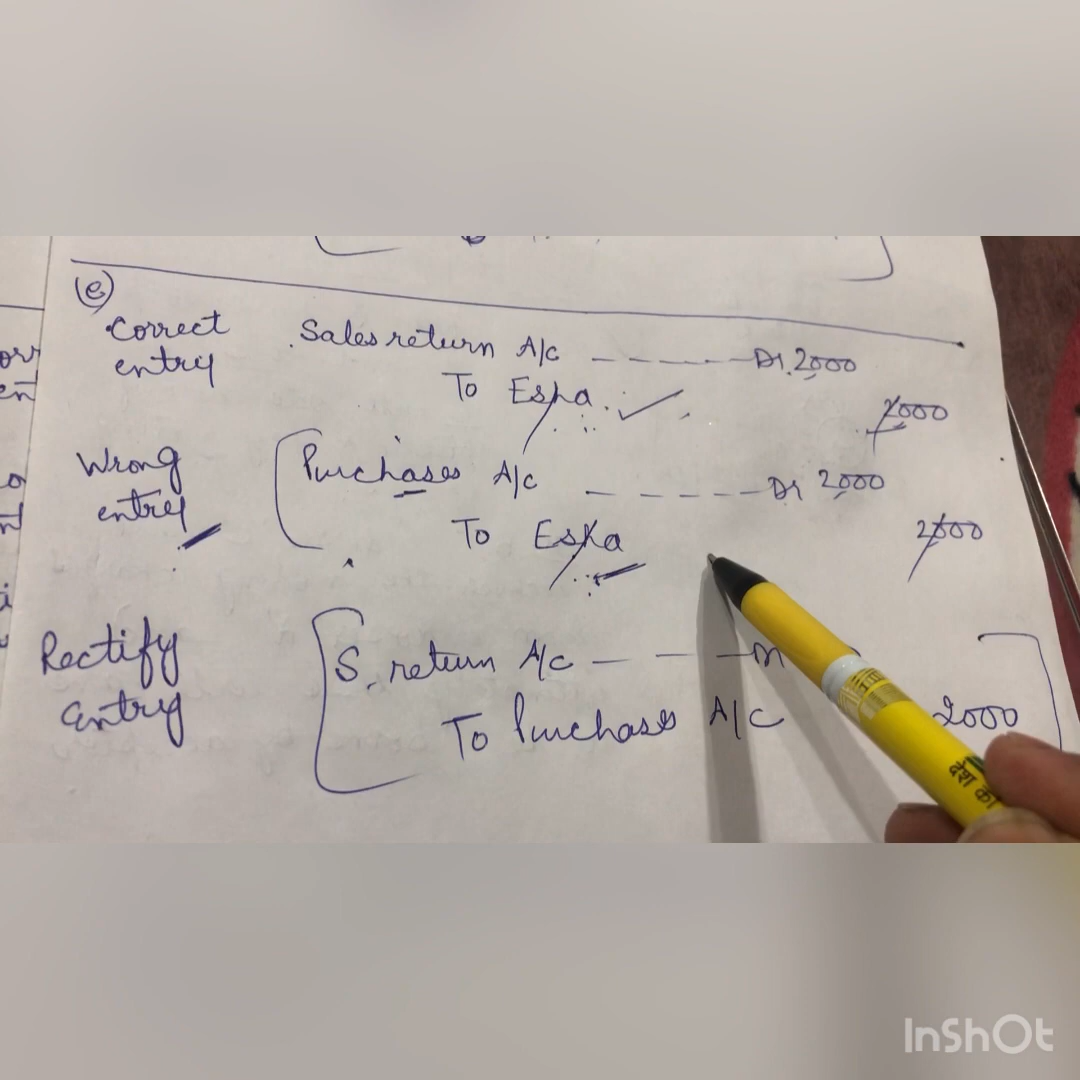 (e)
Correct entry Sales return A/c ------ Dr. 2000
To Esha. 2000
Wrong entry Purchases A/c ------ Dr 2000
To Esha 2000
Rectify Entry S. return A/c ---
To Purchases A/C 2000
InShOt